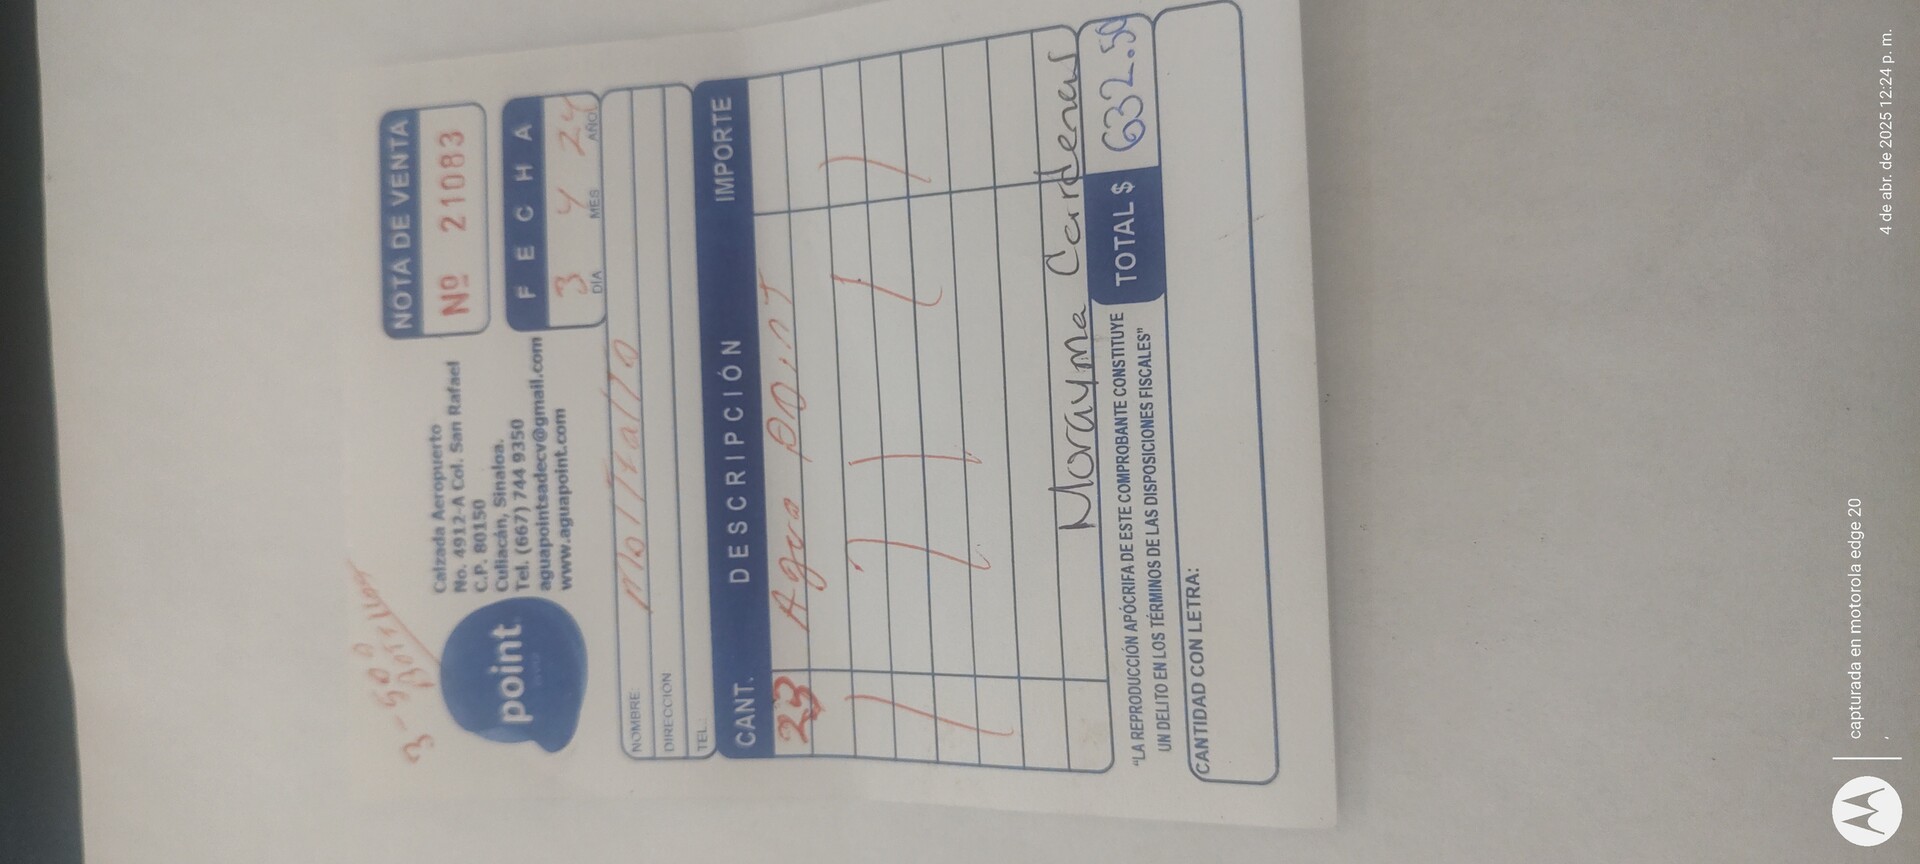 3-500
Calzada Aeropuerto
No. 4912-A Col. San Rafael
C.P. 80150
Culiacán, Sinaloa.
Tel. (667) 744 9350
aguapointsadecv@gmail.com
www.aguapoint.com
point
NOTA DE VENTA
Nº 21083
FECHA
3 4 24
DÍA MES AÑO
NOMBRE
DIRECCION
TEL.
CANT. DESCRIPCIÓN IMPORTE
23 Agua Point
Norayma Cardenas
"LA REPRODUCCIÓN APÓCRIFA DE ESTE COMPROBANTE CONSTITUYE
UN DELITO EN LOS TÉRMINOS DE LAS DISPOSICIONES FISCALES"
TOTAL $ 632.50
CANTIDAD CON LETRA:
capturada en motorola edge 20
4 de abr. de 2025 12:24 p. m.